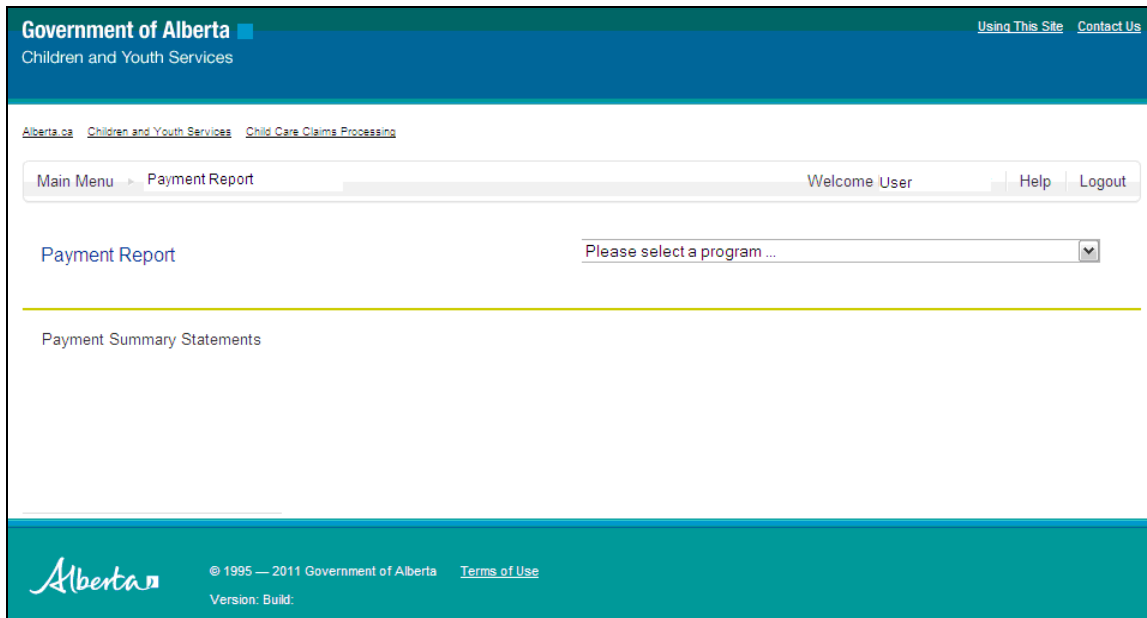 Government of Alberta
Using This Site Contact Us
Children and Youth Services
Alberta.ca Children and Youth Services Child Care Claims Processing
Main Menu Payment Report Welcome User Help Logout
Payment Report Please select a program ...
Payment Summary Statements
Alberta © 1995 — 2011 Government of Alberta Terms of Use
Version: Build: